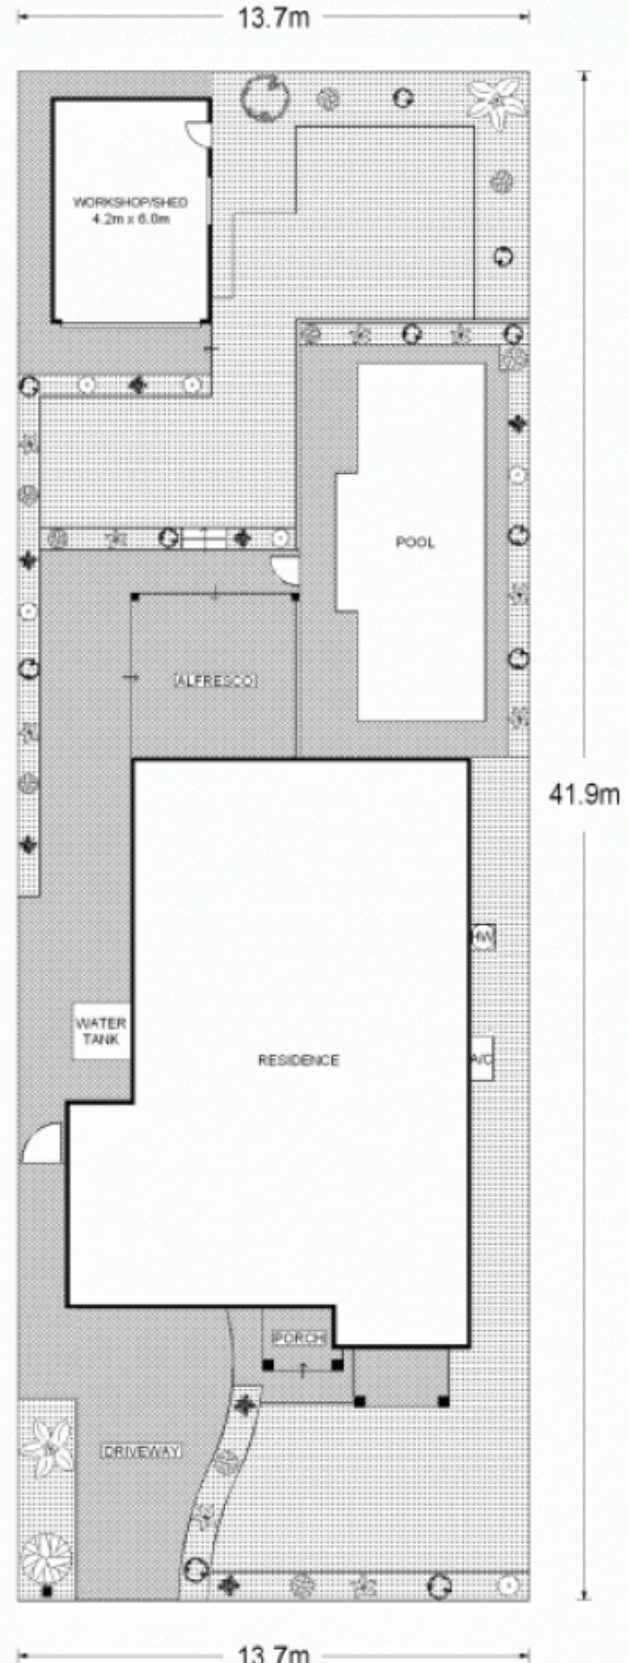 13.7m
WORKSHOP/SHED
4.2m x 6.0m
POOL
ALFRESCO
41.9m
HW
WATER
TANK
RESIDENCE
A/C
PORCH
DRIVEWAY
13.7m